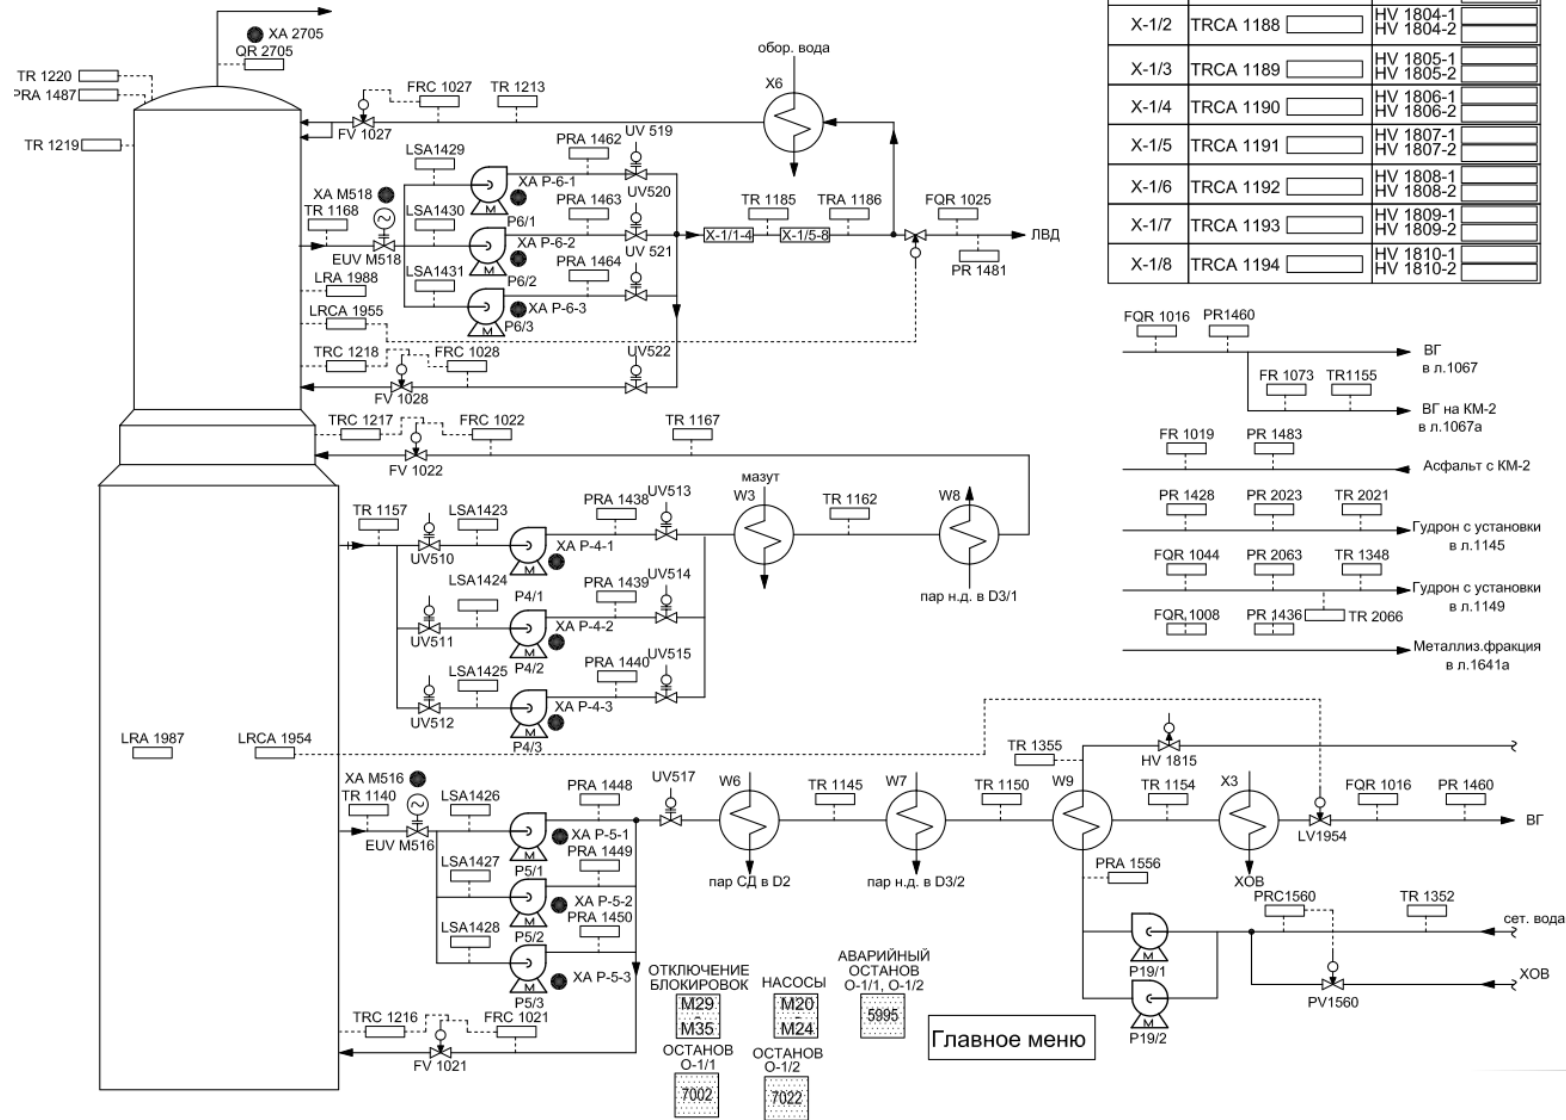 X-1/2 TRCA 1188 HV 1804-1
HV 1804-2
X-1/3 TRCA 1189 HV 1805-1
HV 1805-2
X-1/4 TRCA 1190 HV 1806-1
HV 1806-2
X-1/5 TRCA 1191 HV 1807-1
HV 1807-2
X-1/6 TRCA 1192 HV 1808-1
HV 1808-2
X-1/7 TRCA 1193 HV 1809-1
HV 1809-2
X-1/8 TRCA 1194 HV 1810-1
HV 1810-2
XA 2705
QR 2705
TR 1220
PRA 1487
TR 1219
обор. вода
X6
FRC 1027
TR 1213
FV 1027
LSA1429
PRA 1462
UV 519
XA P-6-1
P6/1
XA M518
TR 1168
EUV M518
LSA1430
PRA 1463
UV520
XA P-6-2
P6/2
TR 1185
TRA 1186
FQR 1025
X-1/1-4
X-1/5-8
ЛВД
PR 1481
LSA1431
PRA 1464
UV 521
XA P-6-3
P6/3
LRA 1988
LRCA 1955
TRC 1218
FRC 1028
UV522
FV 1028
TRC 1217
FRC 1022
TR 1167
FV 1022
TR 1157
LSA1423
PRA 1438
UV513
мазут
W3
TR 1162
W8
UV510
XA P-4-1
P4/1
LSA1424
PRA 1439
UV514
пар н.д. в D3/1
UV511
XA P-4-2
P4/2
LSA1425
PRA 1440
UV515
UV512
XA P-4-3
P4/3
FQR 1016
PR1460
ВГ
в л.1067
FR 1073
TR1155
ВГ на КМ-2
в л.1067а
FR 1019
PR 1483
Асфальт с КМ-2
PR 1428
PR 2023
TR 2021
Гудрон с установки
в л.1145
FQR 1044
PR 2063
TR 1348
Гудрон с установки
в л.1149
FQR 1008
PR 1436
TR 2066
Металлиз.фракция
в л.1641а
LRA 1987
LRCA 1954
TR 1355
HV 1815
XA M516
TR 1140
EUV M516
LSA1426
PRA 1448
UV517
W6
TR 1145
W7
TR 1150
W9
TR 1154
X3
FQR 1016
PR 1460
LV1954
ВГ
XA P-5-1
P5/1
LSA1427
PRA 1449
XA P-5-2
P5/2
LSA1428
PRA 1450
XA P-5-3
P5/3
пар СД в D2
пар н.д. в D3/2
PRA 1556
ХОВ
PRC1560
TR 1352
сет. вода
P19/1
ХОВ
PV1560
P19/2
TRC 1216
FRC 1021
FV 1021
ОТКЛЮЧЕНИЕ
БЛОКИРОВОК
М29
-
М35
НАСОСЫ
М20
-
М24
АВАРИЙНЫЙ
ОСТАНОВ
О-1/1, О-1/2
5995
Главное меню
ОСТАНОВ
О-1/1
7002
ОСТАНОВ
О-1/2
7022
M
M
M
M
M
M
M
M
M
M
M